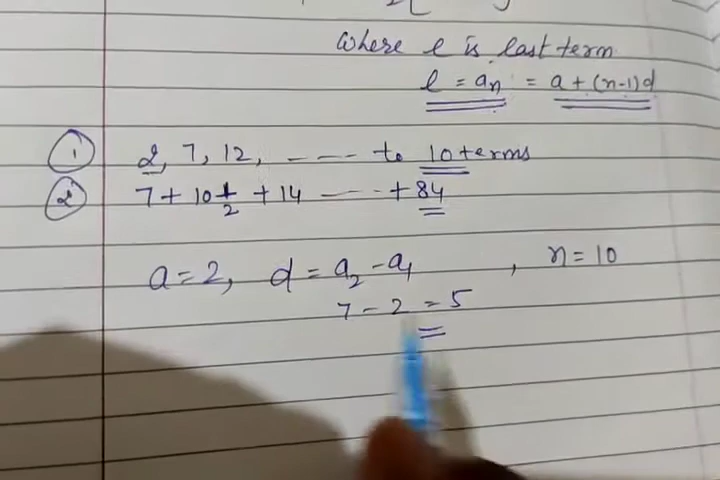 Where l is last term
l = aₙ = a + (n-1)d
① 2, 7, 12, ---- to 10 terms
② 7 + 10 1/2 + 14 ---- + 84
a = 2, d = a₂ - a₁ , n = 10
7 - 2 = 5